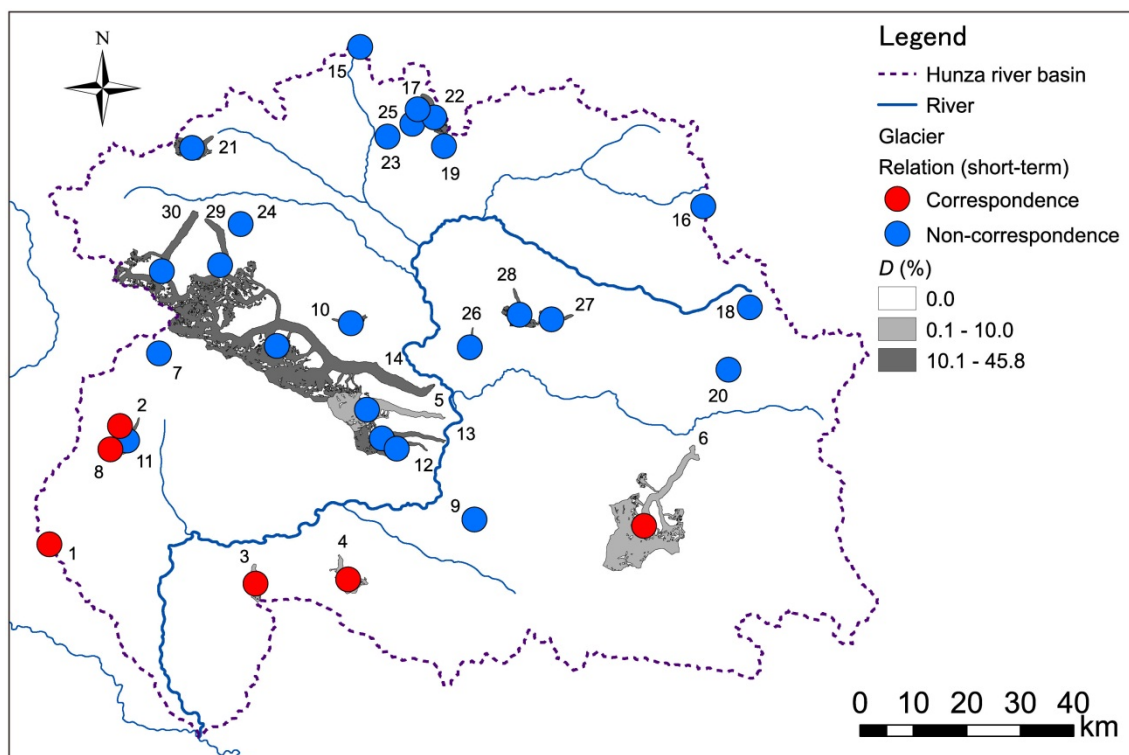 N
15
17
22
25
23
19
21
16
30
29
24
28
27
26
18
10
14
7
20
5
2
13
6
12
8
11
9
1
4
3
Legend
Hunza river basin
River
Glacier
Relation (short-term)
Correspondence
Non-correspondence
D (%)
0.0
0.1 - 10.0
10.1 - 45.8
0 5 10 20 30 40
km